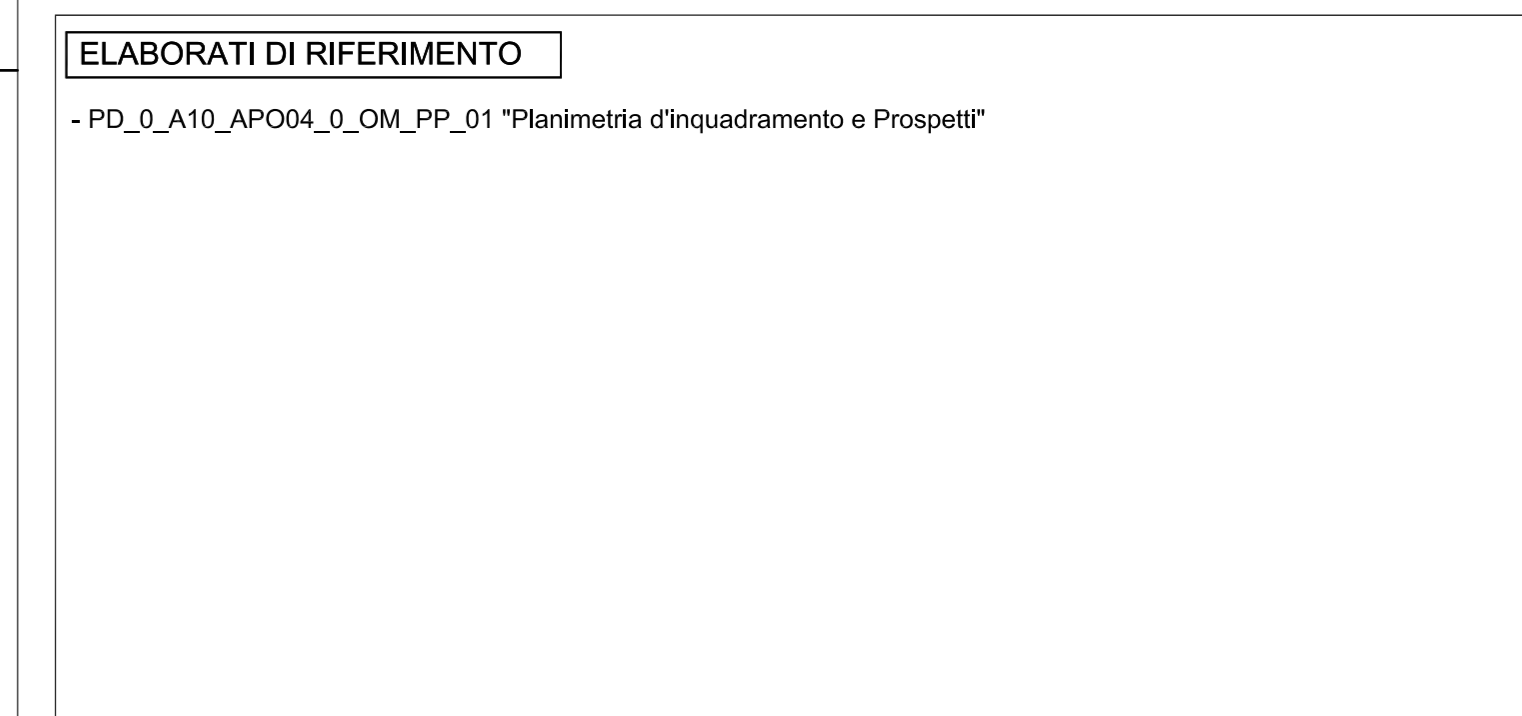 ELABORATI DI RIFERIMENTO
- PD_0_A10_APO04_0_OM_PP_01 "Planimetria d'inquadramento e Prospetti"